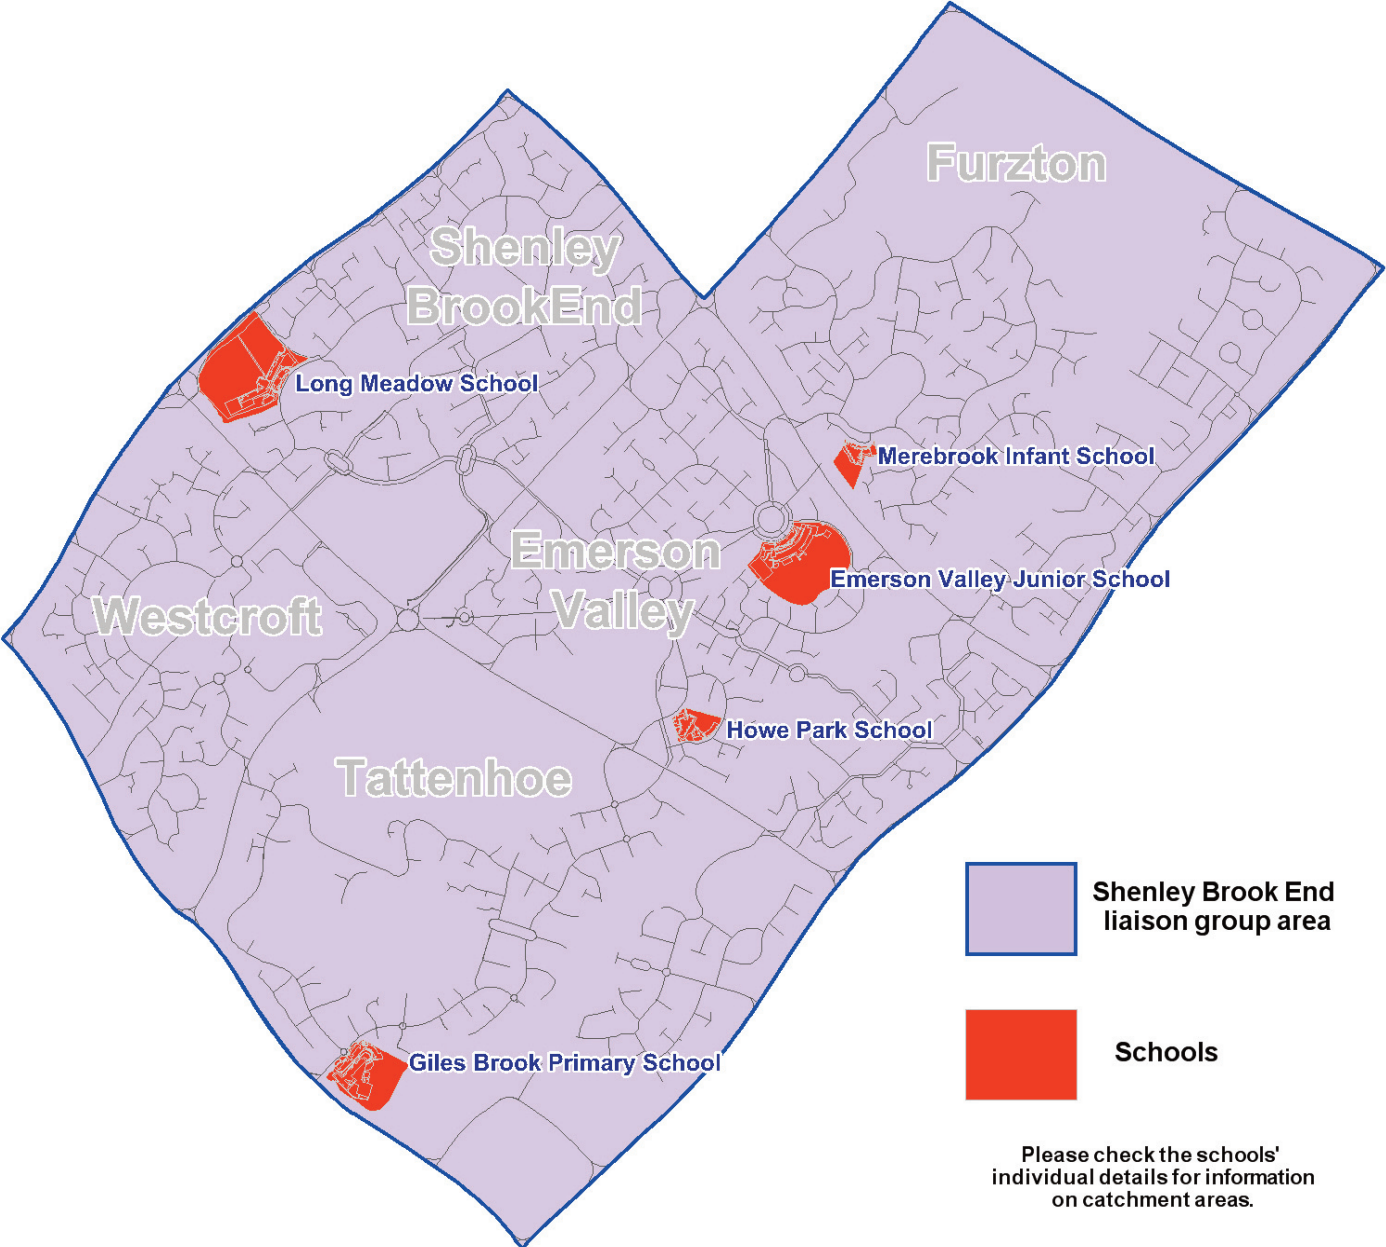 Furzton
Shenley
BrookEnd
Long Meadow School
Merebrook Infant School
Emerson
Valley
Emerson Valley Junior School
Westcroft
Howe Park School
Tattenhoe
Shenley Brook End
liaison group area
Schools
Giles Brook Primary School
Please check the schools'
individual details for information
on catchment areas.